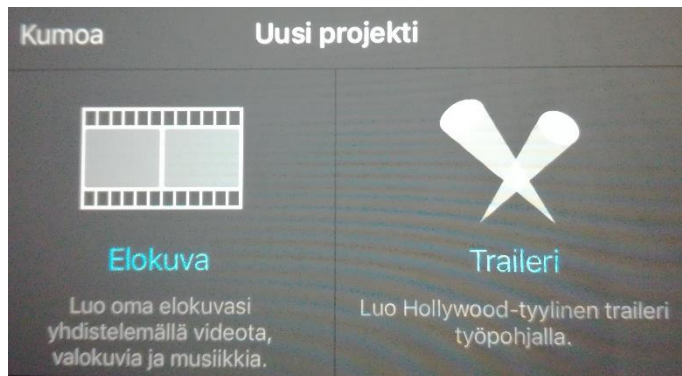 Kumoa
Uusi projekti
Elokuva
Luo oma elokuvasi
yhdistelemällä videota,
valokuvia ja musiikkia.
Traileri
Luo Hollywood-tyylinen traileri
työpohjalla.